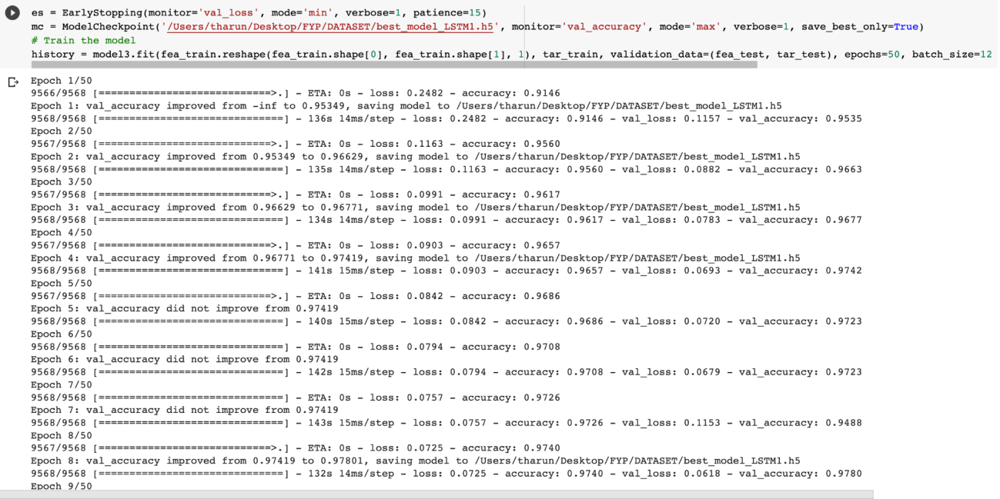 es = EarlyStopping(monitor='val_loss', mode='min', verbose=1, patience=15)
mc = ModelCheckpoint('/Users/tharun/Desktop/FYP/DATASET/best_model_LSTM1.h5', monitor='val_accuracy', mode='max', verbose=1, save_best_only=True)
# Train the model
history = model3.fit(fea_train.reshape(fea_train.shape[0], fea_train.shape[1], 1), tar_train, validation_data=(fea_test, tar_test), epochs=50, batch_size=12
Epoch 1/50
9566/9568 [============================>.] - ETA: 0s - loss: 0.2482 - accuracy: 0.9146
Epoch 1: val_accuracy improved from -inf to 0.95349, saving model to /Users/tharun/Desktop/FYP/DATASET/best_model_LSTM1.h5
9568/9568 [==============================] - 136s 14ms/step - loss: 0.2482 - accuracy: 0.9146 - val_loss: 0.1157 - val_accuracy: 0.9535
Epoch 2/50
9567/9568 [============================>.] - ETA: 0s - loss: 0.1163 - accuracy: 0.9560
Epoch 2: val_accuracy improved from 0.95349 to 0.96629, saving model to /Users/tharun/Desktop/FYP/DATASET/best_model_LSTM1.h5
9568/9568 [==============================] - 135s 14ms/step - loss: 0.1163 - accuracy: 0.9560 - val_loss: 0.0882 - val_accuracy: 0.9663
Epoch 3/50
9567/9568 [============================>.] - ETA: 0s - loss: 0.0991 - accuracy: 0.9617
Epoch 3: val_accuracy improved from 0.96629 to 0.96771, saving model to /Users/tharun/Desktop/FYP/DATASET/best_model_LSTM1.h5
9568/9568 [==============================] - 134s 14ms/step - loss: 0.0991 - accuracy: 0.9617 - val_loss: 0.0783 - val_accuracy: 0.9677
Epoch 4/50
9567/9568 [============================>.] - ETA: 0s - loss: 0.0903 - accuracy: 0.9657
Epoch 4: val_accuracy improved from 0.96771 to 0.97419, saving model to /Users/tharun/Desktop/FYP/DATASET/best_model_LSTM1.h5
9568/9568 [==============================] - 141s 15ms/step - loss: 0.0903 - accuracy: 0.9657 - val_loss: 0.0693 - val_accuracy: 0.9742
Epoch 5/50
9567/9568 [============================>.] - ETA: 0s - loss: 0.0842 - accuracy: 0.9686
Epoch 5: val_accuracy did not improve from 0.97419
9568/9568 [==============================] - 140s 15ms/step - loss: 0.0842 - accuracy: 0.9686 - val_loss: 0.0720 - val_accuracy: 0.9723
Epoch 6/50
9568/9568 [==============================] - ETA: 0s - loss: 0.0794 - accuracy: 0.9708
Epoch 6: val_accuracy did not improve from 0.97419
9568/9568 [==============================] - 142s 15ms/step - loss: 0.0794 - accuracy: 0.9708 - val_loss: 0.0679 - val_accuracy: 0.9723
Epoch 7/50
9568/9568 [==============================] - ETA: 0s - loss: 0.0757 - accuracy: 0.9726
Epoch 7: val_accuracy did not improve from 0.97419
9568/9568 [==============================] - 143s 15ms/step - loss: 0.0757 - accuracy: 0.9726 - val_loss: 0.1153 - val_accuracy: 0.9488
Epoch 8/50
9567/9568 [============================>.] - ETA: 0s - loss: 0.0725 - accuracy: 0.9740
Epoch 8: val_accuracy improved from 0.97419 to 0.97801, saving model to /Users/tharun/Desktop/FYP/DATASET/best_model_LSTM1.h5
9568/9568 [==============================] - 132s 14ms/step - loss: 0.0725 - accuracy: 0.9740 - val_loss: 0.0618 - val_accuracy: 0.9780
Epoch 9/50